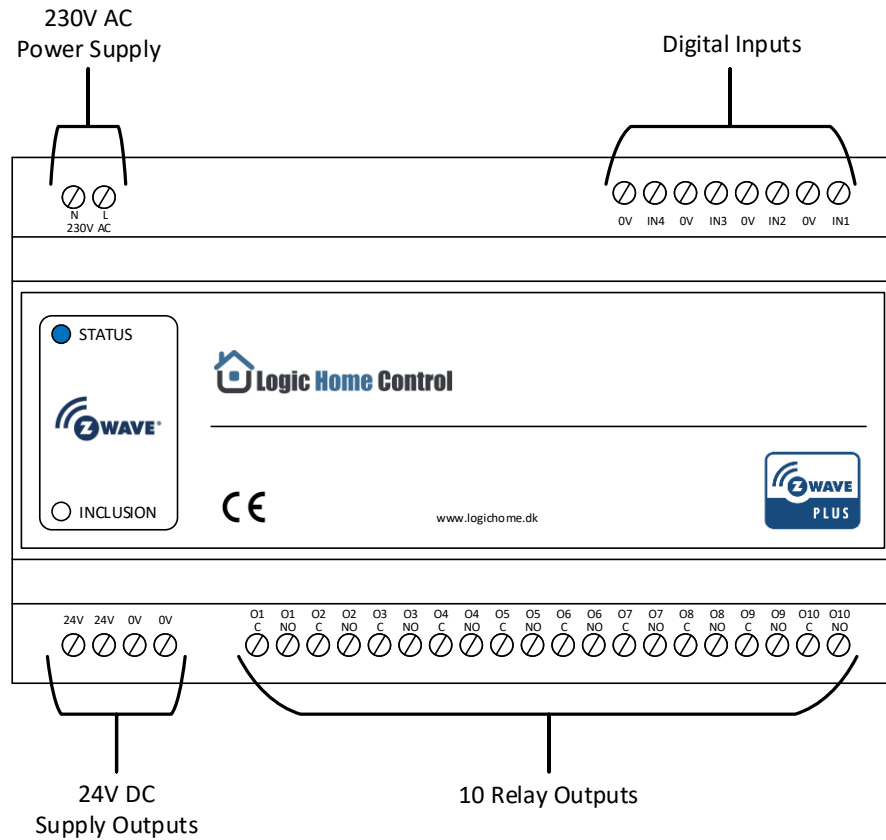 230V AC
Power Supply
Digital Inputs
N L
230V AC
0V IN4 0V IN3 0V IN2 0V IN1
STATUS
Z WAVE®
INCLUSION
Logic Home Control
CE
www.logichome.dk
Z WAVE
PLUS
24V 24V 0V 0V
O1 O1 O2 O2 O3 O3 O4 O4 O5 O5 O6 O6 O7 O7 O8 O8 O9 O9 O10 O10
C NO C NO C NO C NO C NO C NO C NO C NO C NO C NO
24V DC
Supply Outputs
10 Relay Outputs